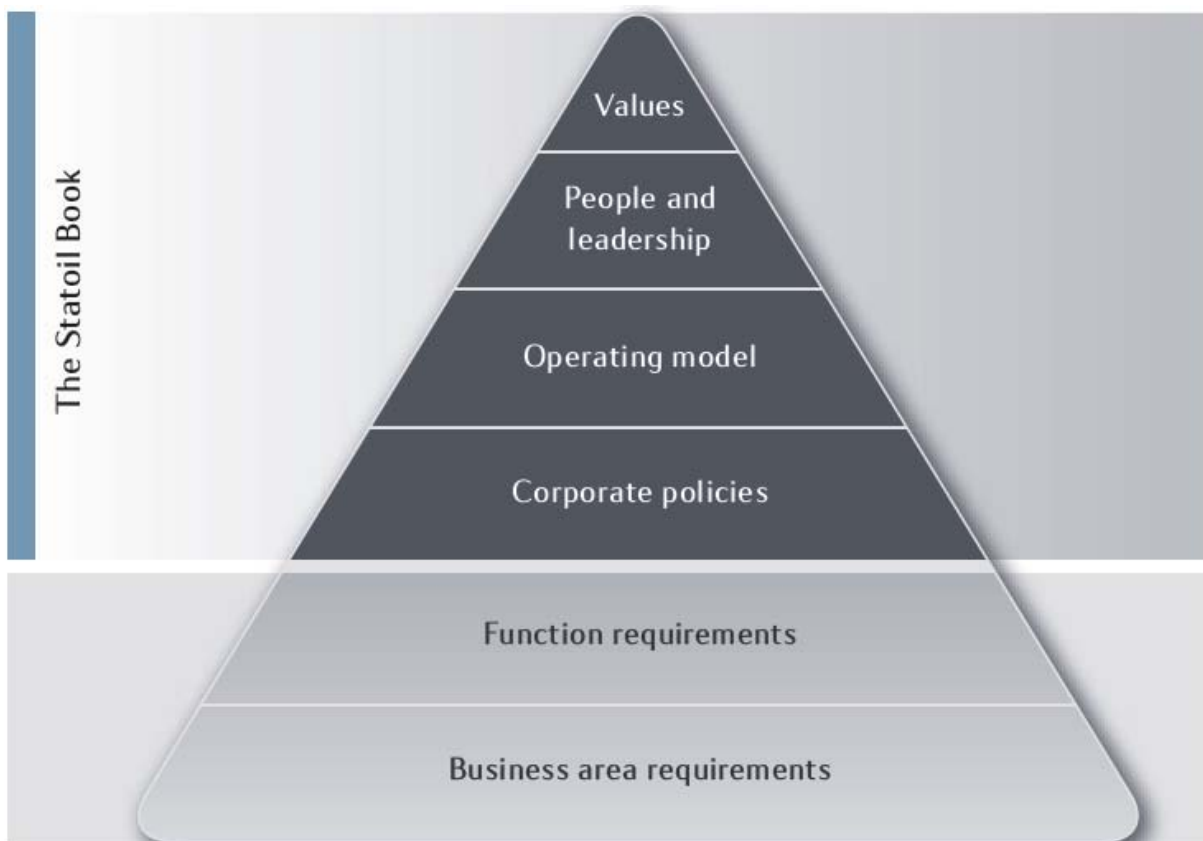 The Statoil Book
Values
People and
leadership
Operating model
Corporate policies
Function requirements
Business area requirements